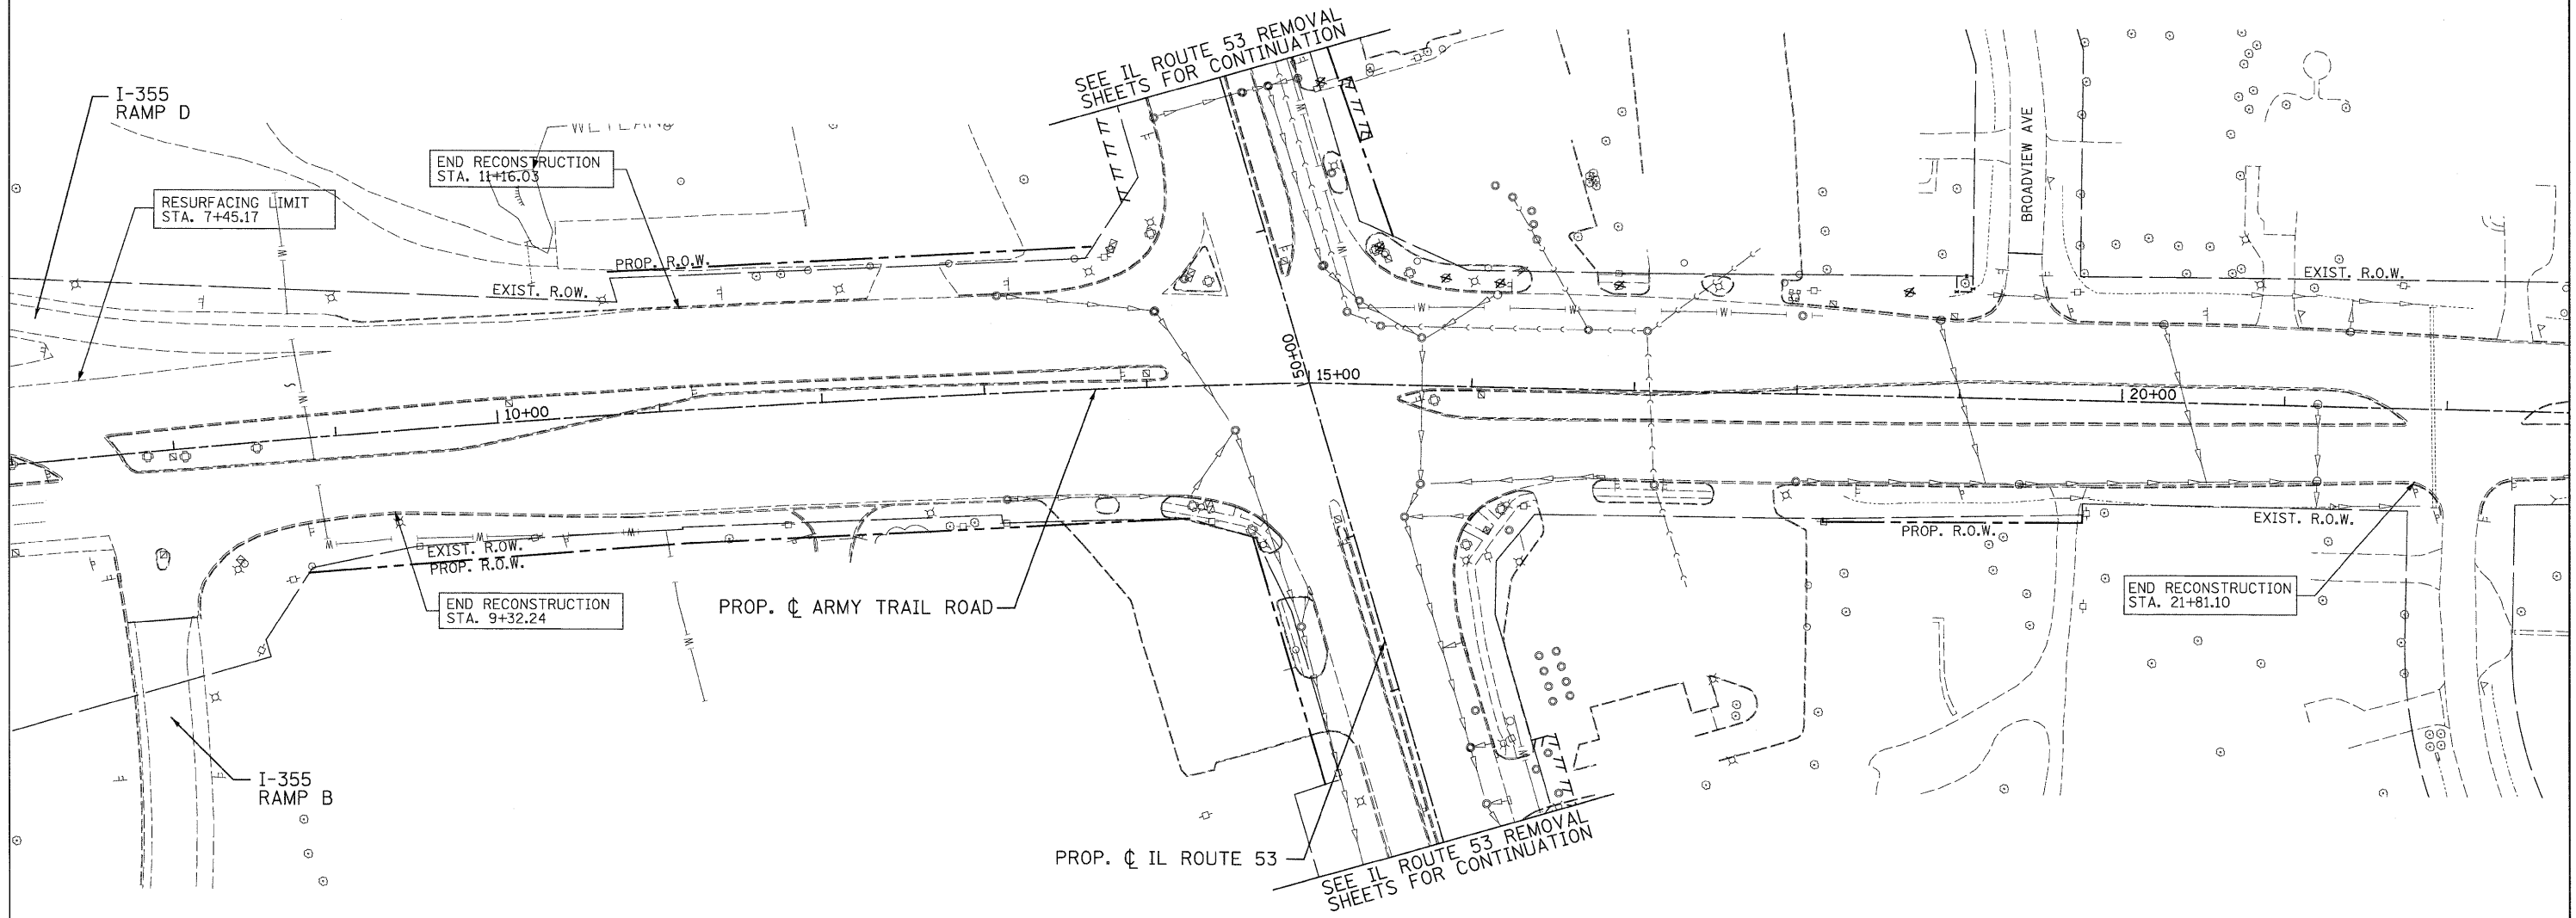 SEE IL ROUTE 53 REMOVAL
SHEETS FOR CONTINUATION
I-355
RAMP D
WETLAND
END RECONSTRUCTION
STA. 11+16.03
RESURFACING LIMIT
STA. 7+45.17
BROADVIEW AVE
PROP. R.O.W.
EXIST. R.O.W.
EXIST. R.O.W.
W
W
W
W
W
W
50+00
15+00
10+00
20+00
S
W
W
W
W
EXIST. R.O.W.
PROP. R.O.W.
PROP. R.O.W.
EXIST. R.O.W.
END RECONSTRUCTION
STA. 9+32.24
PROP. ℄ ARMY TRAIL ROAD
END RECONSTRUCTION
STA. 21+81.10
W
W
I-355
RAMP B
PROP. ℄ IL ROUTE 53
SEE IL ROUTE 53 REMOVAL
SHEETS FOR CONTINUATION